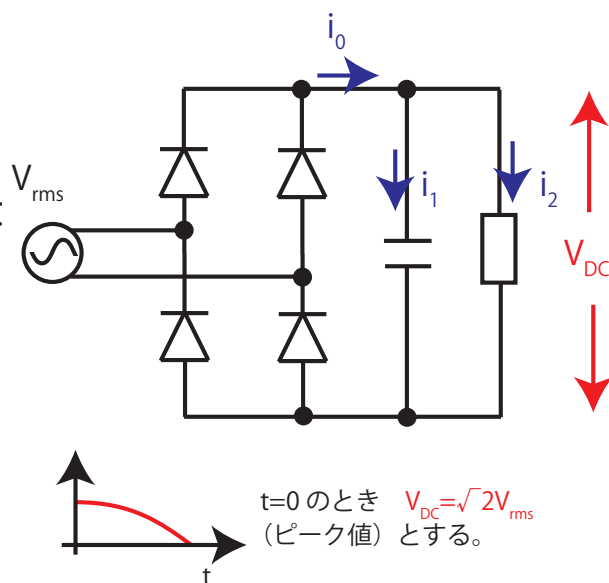 i0
Vrms
i1
i2
VDC
t=0 のとき VDC=√2Vrms
（ピーク値）とする。
t